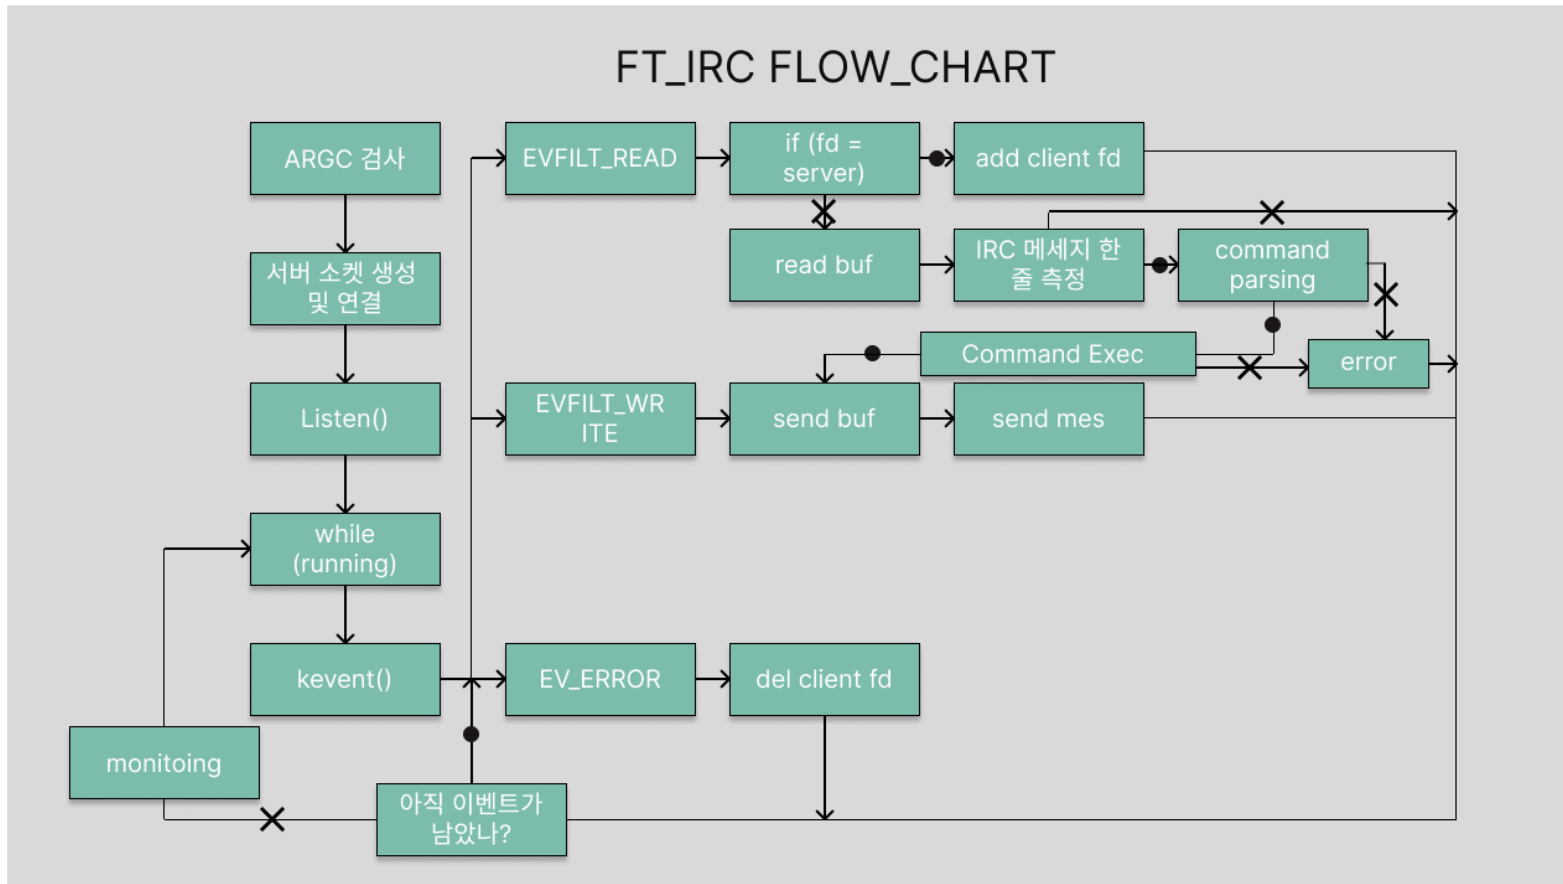 FT_IRC FLOW_CHART
ARGC 검사
EVFILT_READ
if (fd =
server)
add client fd
서버 소켓 생성
및 연결
read buf
IRC 메세지 한
줄 측정
command
parsing
Command Exec
error
Listen()
EVFILT_WR
ITE
send buf
send mes
while
(running)
kevent()
EV_ERROR
del client fd
monitoing
아직 이벤트가
남았나?